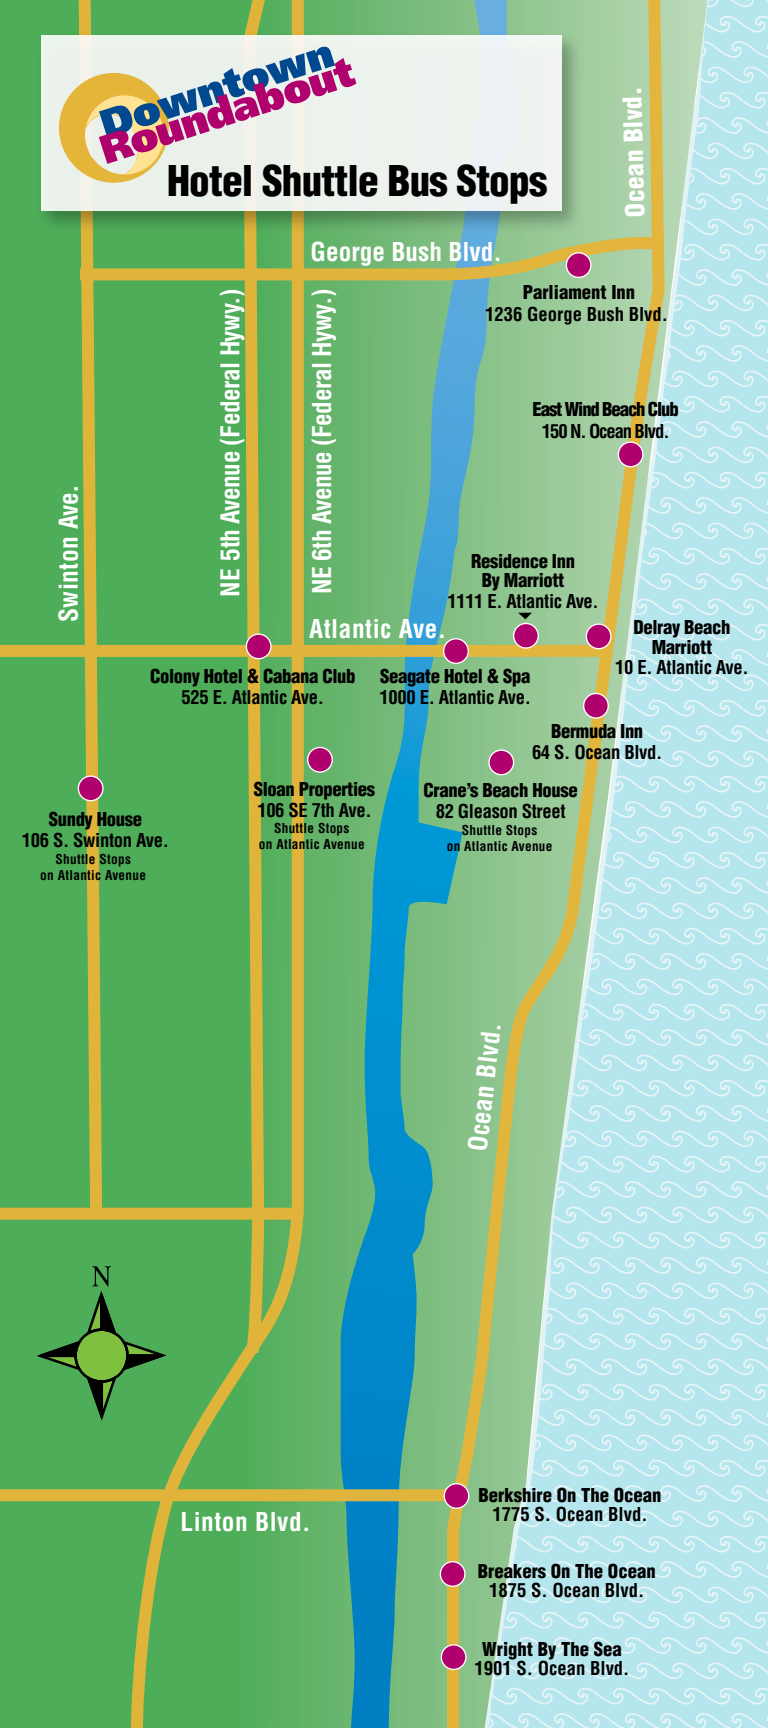 Downtown
Roundabout
Hotel Shuttle Bus Stops
Ocean Blvd.
George Bush Blvd.
Parliament Inn
1236 George Bush Blvd.
NE 5th Avenue (Federal Hywy.)
NE 6th Avenue (Federal Hywy.)
East Wind Beach Club
150 N. Ocean Blvd.
Swinton Ave.
Residence Inn
By Marriott
1111 E. Atlantic Ave.
Atlantic Ave.
Delray Beach
Marriott
10 E. Atlantic Ave.
Colony Hotel & Cabana Club
525 E. Atlantic Ave.
Seagate Hotel & Spa
1000 E. Atlantic Ave.
Bermuda Inn
64 S. Ocean Blvd.
Sloan Properties
106 SE 7th Ave.
Shuttle Stops
on Atlantic Avenue
Crane's Beach House
82 Gleason Street
Shuttle Stops
on Atlantic Avenue
Sundy House
106 S. Swinton Ave.
Shuttle Stops
on Atlantic Avenue
Ocean Blvd.
N
Berkshire On The Ocean
1775 S. Ocean Blvd.
Linton Blvd.
Breakers On The Ocean
1875 S. Ocean Blvd.
Wright By The Sea
1901 S. Ocean Blvd.